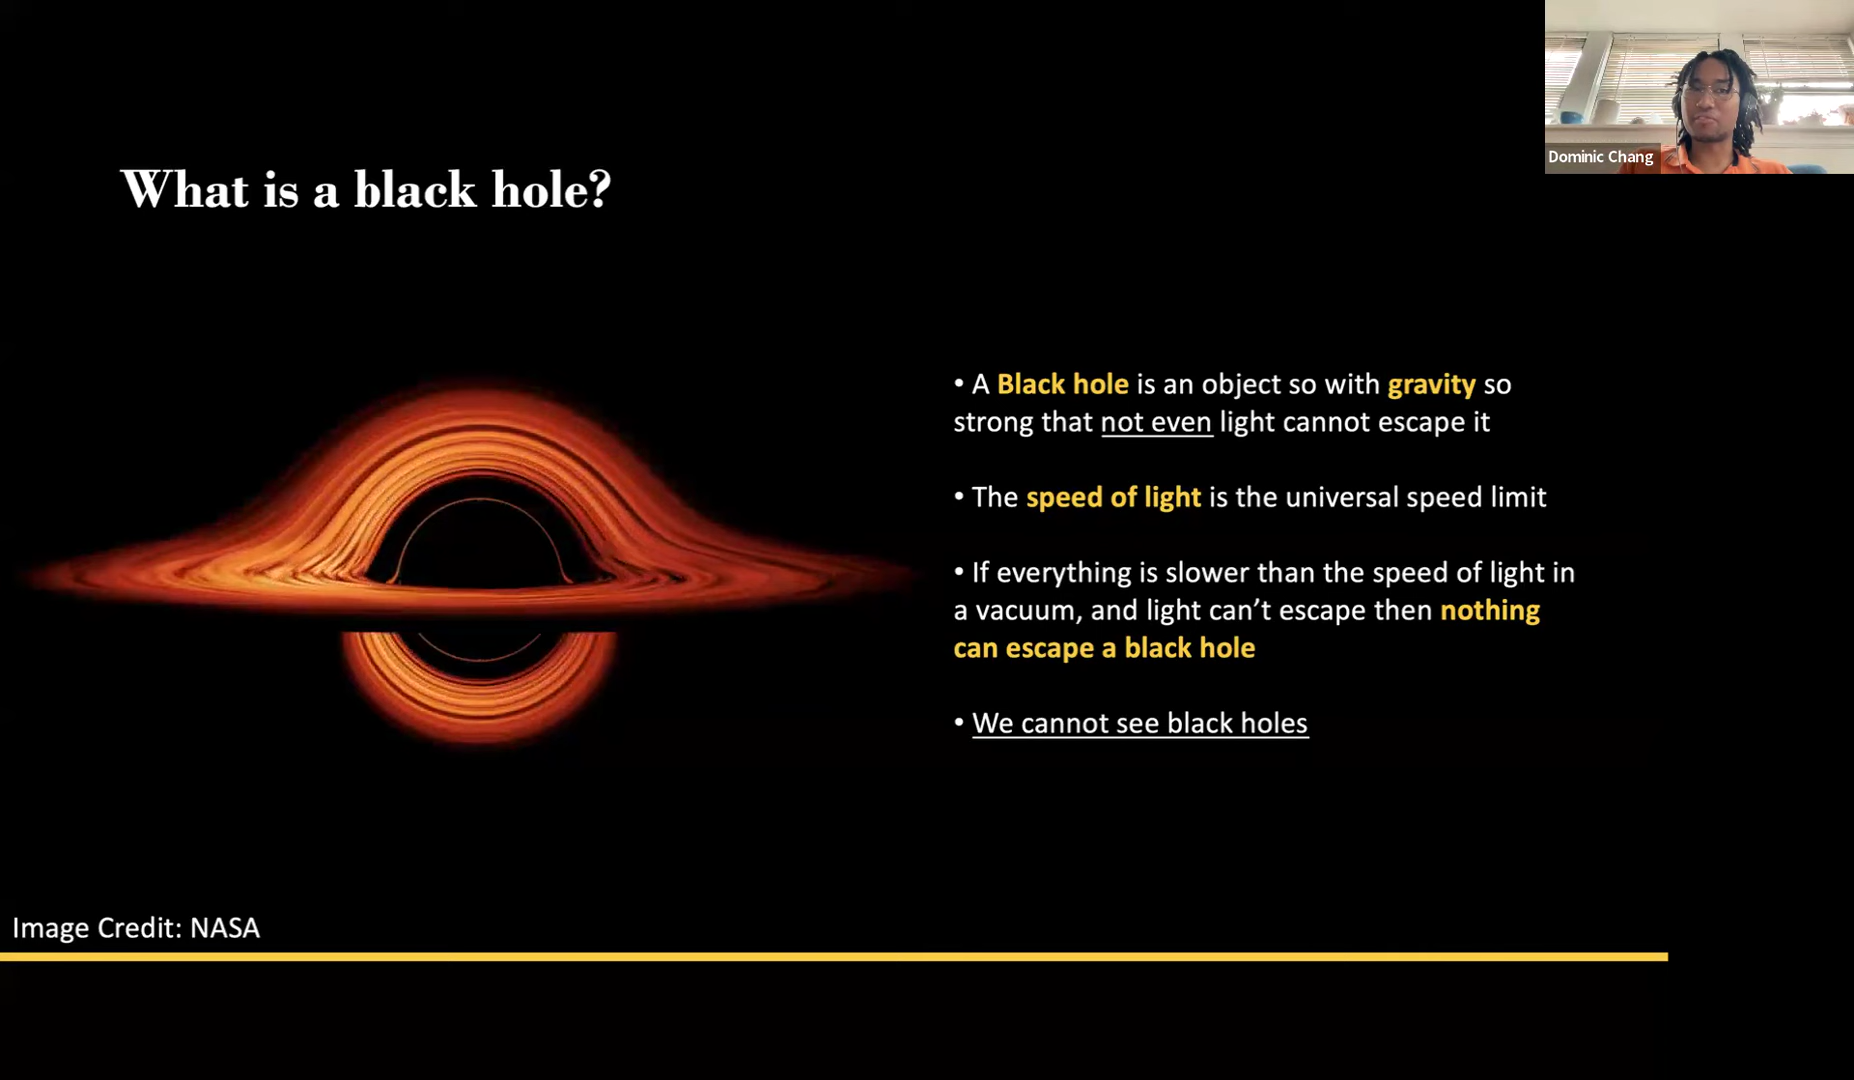 Dominic Chang
What is a black hole?
• A Black hole is an object so with gravity so
strong that not even light cannot escape it
• The speed of light is the universal speed limit
• If everything is slower than the speed of light in
a vacuum, and light can’t escape then nothing
can escape a black hole
• We cannot see black holes
Image Credit: NASA